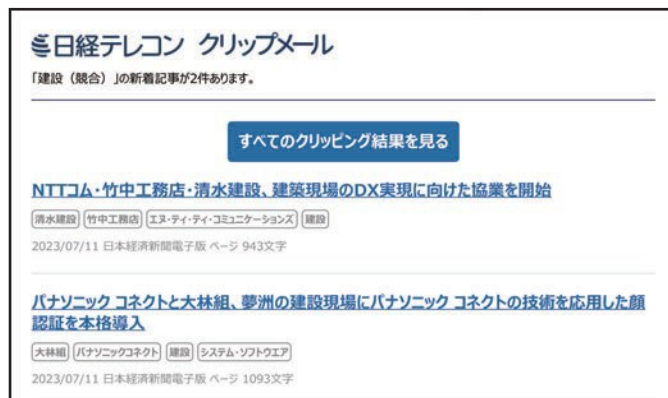 日経テレコン クリップメール
「建設（競合）」の新着記事が2件あります。
すべてのクリッピング結果を見る
NTTコム・竹中工務店・清水建設、建築現場のDX実現に向けた協業を開始
清水建設 竹中工務店 エヌ・ティ・ティ・コミュニケーションズ 建設
2023/07/11 日本経済新聞電子版 ページ 943文字
パナソニック コネクトと大林組、夢洲の建設現場にパナソニック コネクトの技術を応用した顔
認証を本格導入
大林組 パナソニックコネクト 建設 システム・ソフトウエア
2023/07/11 日本経済新聞電子版 ページ 1093文字